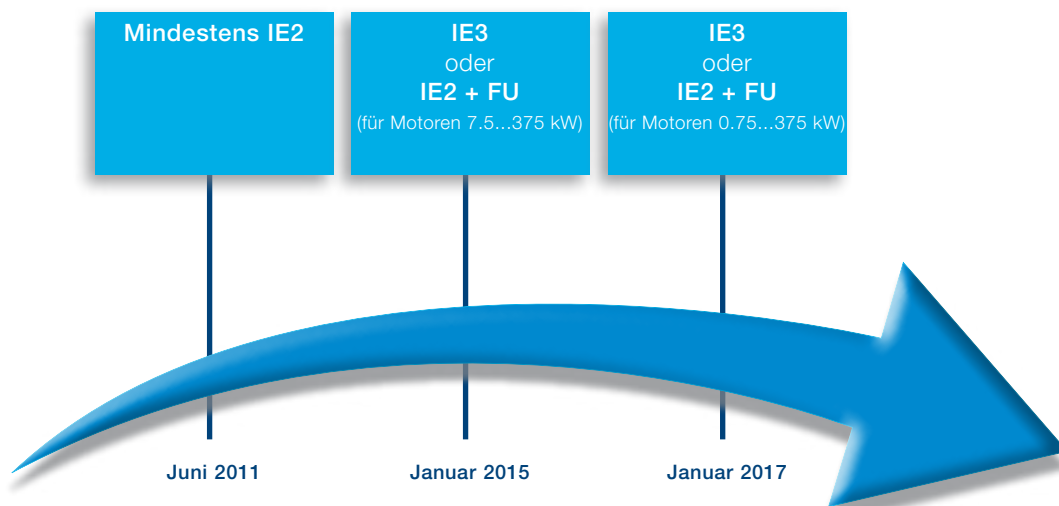 Mindestens IE2
IE3
oder
IE2 + FU
(für Motoren 7.5...375 kW)
IE3
oder
IE2 + FU
(für Motoren 0.75...375 kW)
Juni 2011
Januar 2015
Januar 2017